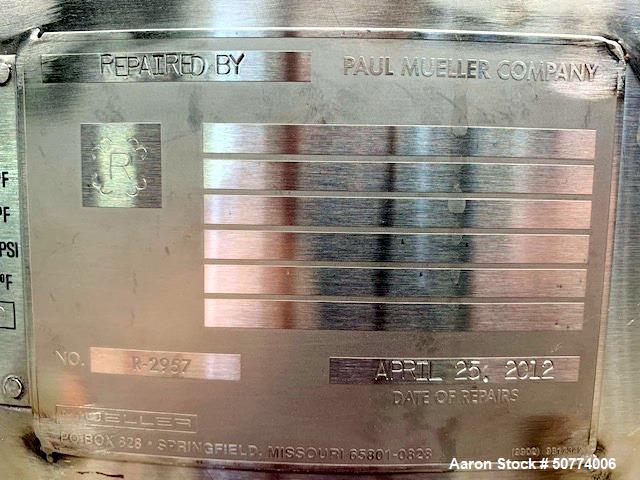 REPAIRED BY PAUL MUELLER COMPANY
R
°F
°F
PSI
°F
NO. R-2957
APRIL 25, 2012
DATE OF REPAIRS
MUELLER
P.O. BOX 828 • SPRINGFIELD, MISSOURI 65801-0828
Aaron Stock # 50774006